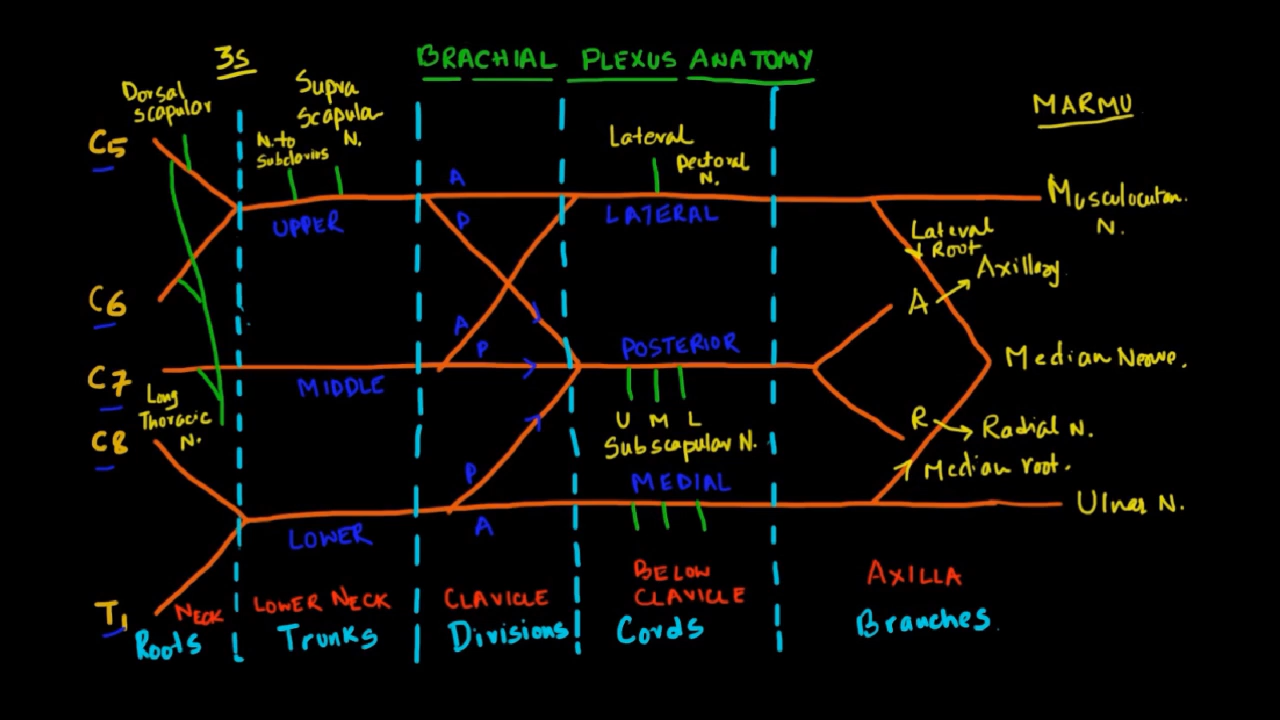 BRACHIAL PLEXUS ANATOMY
3S
Dorsal
Scapular
Supra
Scapular
N.
N. to
Subclavius
Lateral
Pectoral
N.
MARMU
C5
C6
C7
C8
T1
Long
Thoracic
N.
UPPER
MIDDLE
LOWER
A
P
A
P
P
A
LATERAL
POSTERIOR
U M L
Subscapular N.
MEDIAL
Musculocutan.
N.
Lateral
Root
A
Axillary
Median Nerve.
R
Radial N.
Median root.
Ulnar N.
NECK
LOWER NECK
CLAVICLE
BELOW
CLAVICLE
AXILLA
Roots
Trunks
Divisions
Cords
Branches